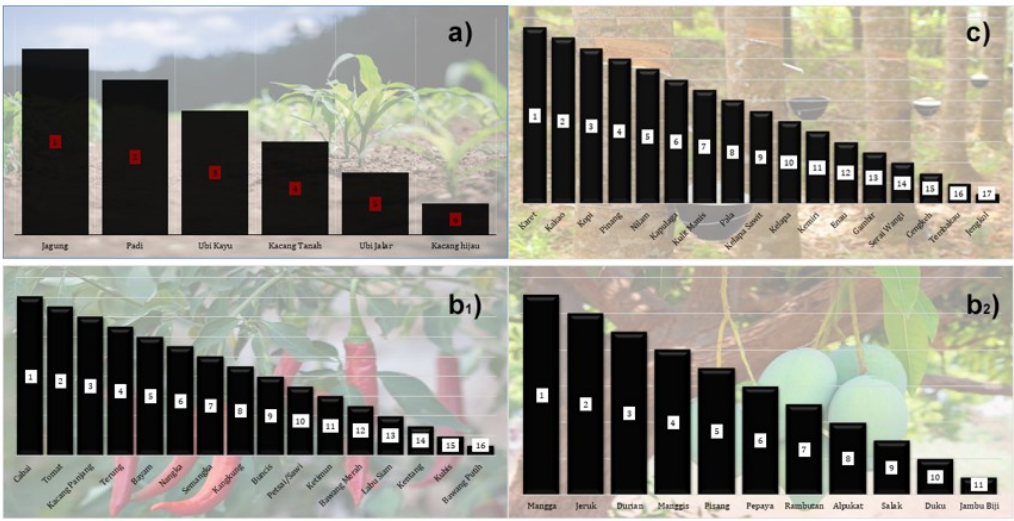 a)
1
2
3
4
5
6
Jagung Padi Ubi Kayu Kacang Tanah Ubi Jalar Kacang hijau
c)
1 2 3 4 5 6 7 8 9 10 11 12 13 14 15 16 17
Karet
Kakao
Kopi
Pinang
Nilam
Kapulaga
Kulit Manis
Pala
Kelapa Sawit
Kelapa
Kemiri
Enau
Gambir
Serai Wangi
Cengkeh
Tembakau
Jengkol
b1)
1 2 3 4 5 6 7 8 9 10 11 12 13 14 15 16
Cabai
Tomat
Kacang Panjang
Terung
Bayam
Nangka
Semangka
Kangkung
Buncis
Petsai/Sawi
Ketimun
Bawang Merah
Labu Siam
Kentang
Kubis
Bawang Putih
b2)
1 2 3 4 5 6 7 8 9 10 11
Mangga Jeruk Durian Manggis Pisang Pepaya Rambutan Alpukat Salak Duku Jambu Biji